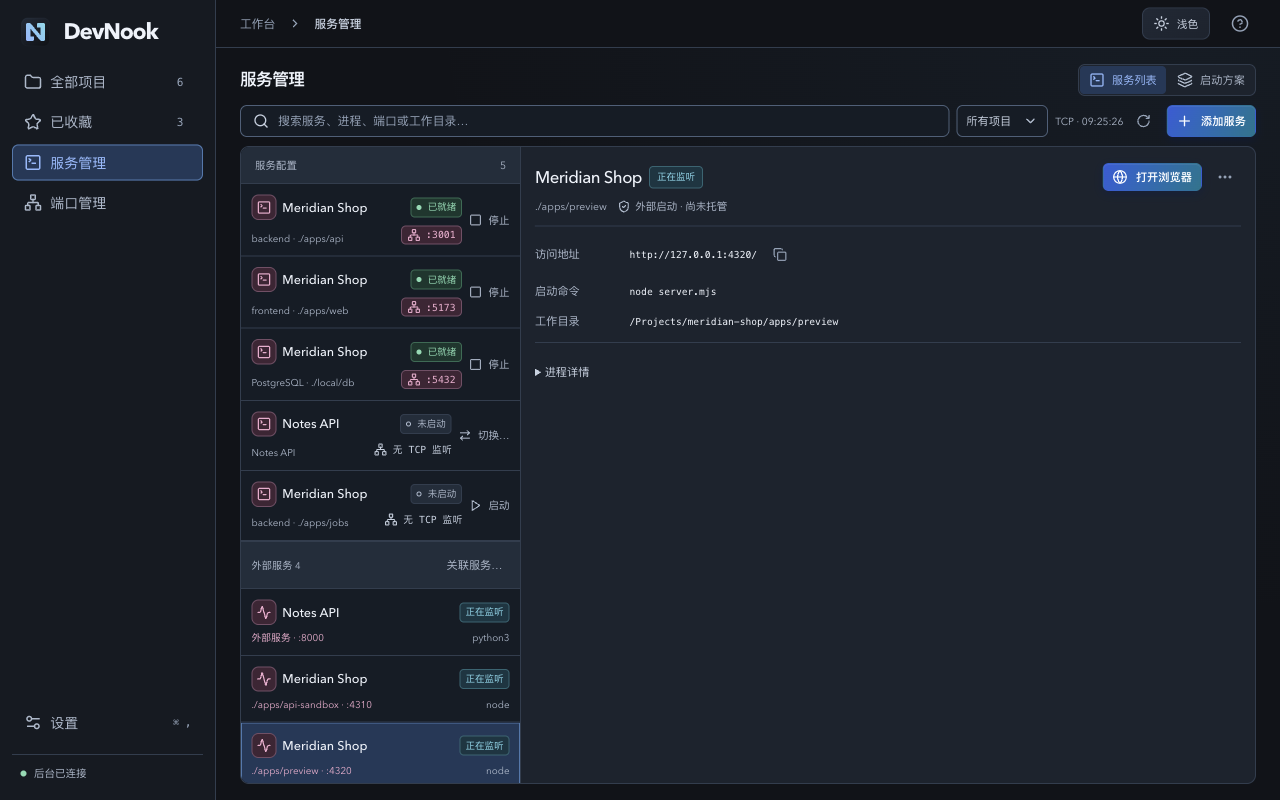 DevNook
全部项目 6
已收藏 3
服务管理
端口管理
设置 ⌘ ,
后台已连接
工作台 > 服务管理
浅色
服务管理
服务列表
启动方案
搜索服务、进程、端口或工作目录…
所有项目
TCP · 09:25:26
添加服务
服务配置 5
Meridian Shop 已就绪
backend · ./apps/api :3001 停止
Meridian Shop 已就绪
frontend · ./apps/web :5173 停止
Meridian Shop 已就绪
PostgreSQL · ./local/db :5432 停止
Notes API 未启动
Notes API 无 TCP 监听 切换…
Meridian Shop 未启动
backend · ./apps/jobs 无 TCP 监听 启动
外部服务 4 关联服务…
Notes API 正在监听
外部服务 · :8000 python3
Meridian Shop 正在监听
./apps/api-sandbox · :4310 node
Meridian Shop 正在监听
./apps/preview · :4320 node
Meridian Shop 正在监听
打开浏览器
./apps/preview 外部启动 · 尚未托管
访问地址 http://127.0.0.1:4320/
启动命令 node server.mjs
工作目录 /Projects/meridian-shop/apps/preview
进程详情